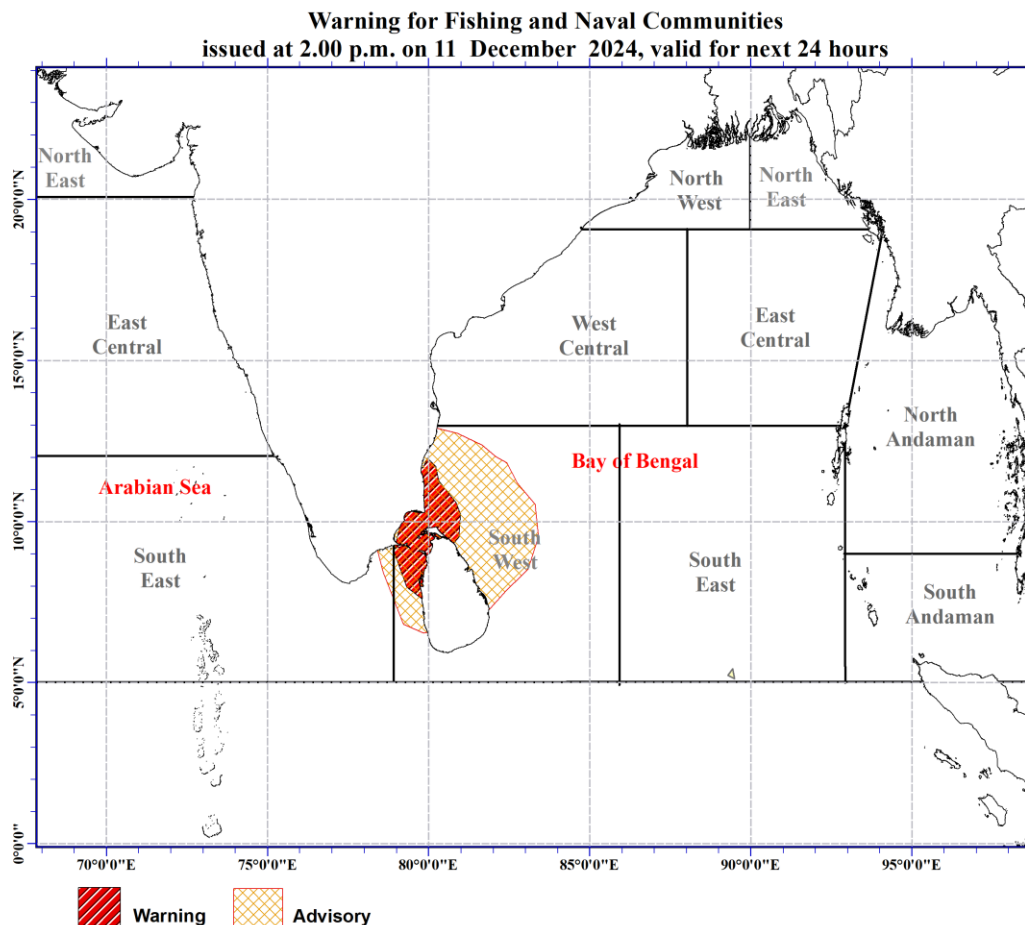 Warning for Fishing and Naval Communities
issued at 2.00 p.m. on 11 December 2024, valid for next 24 hours
North
East
North
West
North
East
East
Central
West
Central
East
Central
North
Andaman
Arabian Sea
Bay of Bengal
South
East
South
West
South
East
South
Andaman
20°0'0"N
15°0'0"N
10°0'0"N
5°0'0"N
0°0'0"
70°0'0"E
75°0'0"E
80°0'0"E
85°0'0"E
90°0'0"E
95°0'0"E
Warning
Advisory